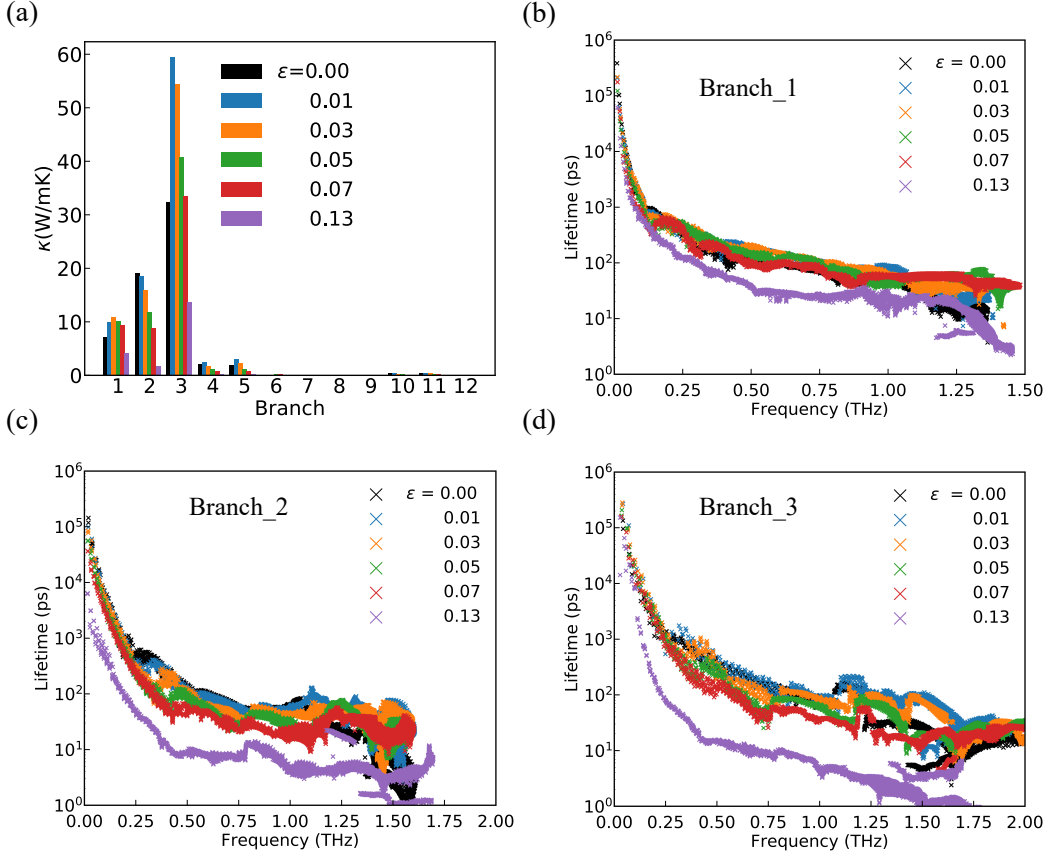 (a)
60
50
40
30
20
10
0
κ(W/mK)
ε=0.00
0.01
0.03
0.05
0.07
0.13
1 2 3 4 5 6 7 8 9 10 11 12
Branch
(b)
10^6
10^5
10^4
10^3
10^2
10^1
10^0
Lifetime (ps)
Branch_1
ε = 0.00
0.01
0.03
0.05
0.07
0.13
0.00 0.25 0.50 0.75 1.00 1.25 1.50
Frequency (THz)
(c)
10^6
10^5
10^4
10^3
10^2
10^1
10^0
Lifetime (ps)
Branch_2
ε = 0.00
0.01
0.03
0.05
0.07
0.13
0.00 0.25 0.50 0.75 1.00 1.25 1.50 1.75 2.00
Frequency (THz)
(d)
10^6
10^5
10^4
10^3
10^2
10^1
10^0
Lifetime (ps)
Branch_3
ε = 0.00
0.01
0.03
0.05
0.07
0.13
0.00 0.25 0.50 0.75 1.00 1.25 1.50 1.75 2.00
Frequency (THz)